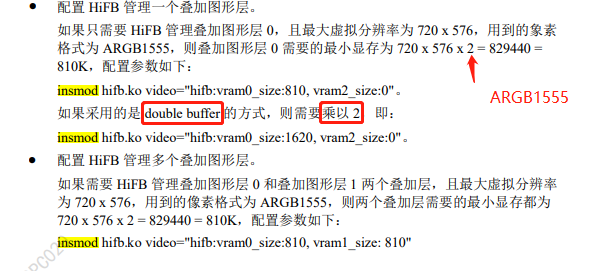 ● 配置 HiFB 管理一个叠加图形层。
如果只需要 HiFB 管理叠加图形层 0，且最大虚拟分辨率为 720 x 576，用到的象素
格式为 ARGB1555，则叠加图形层 0 需要的最小显存为 720 x 576 x 2 = 829440 =
810K，配置参数如下：
insmod hifb.ko video="hifb:vram0_size:810, vram2_size:0"。
ARGB1555
如果采用的是 double buffer 的方式，则需要乘以 2 即：
insmod hifb.ko video="hifb:vram0_size:1620, vram2_size:0"。
● 配置 HiFB 管理多个叠加图形层。
如果需要 HiFB 管理叠加图形层 0 和叠加图形层 1 两个叠加层，且最大虚拟分辨率
为 720 x 576，用到的像素格式为 ARGB1555，则两个叠加层需要的最小显存都为
720 x 576 x 2 = 829440 = 810K，配置参数如下：
insmod hifb.ko video="hifb:vram0_size:810, vram1_size: 810"